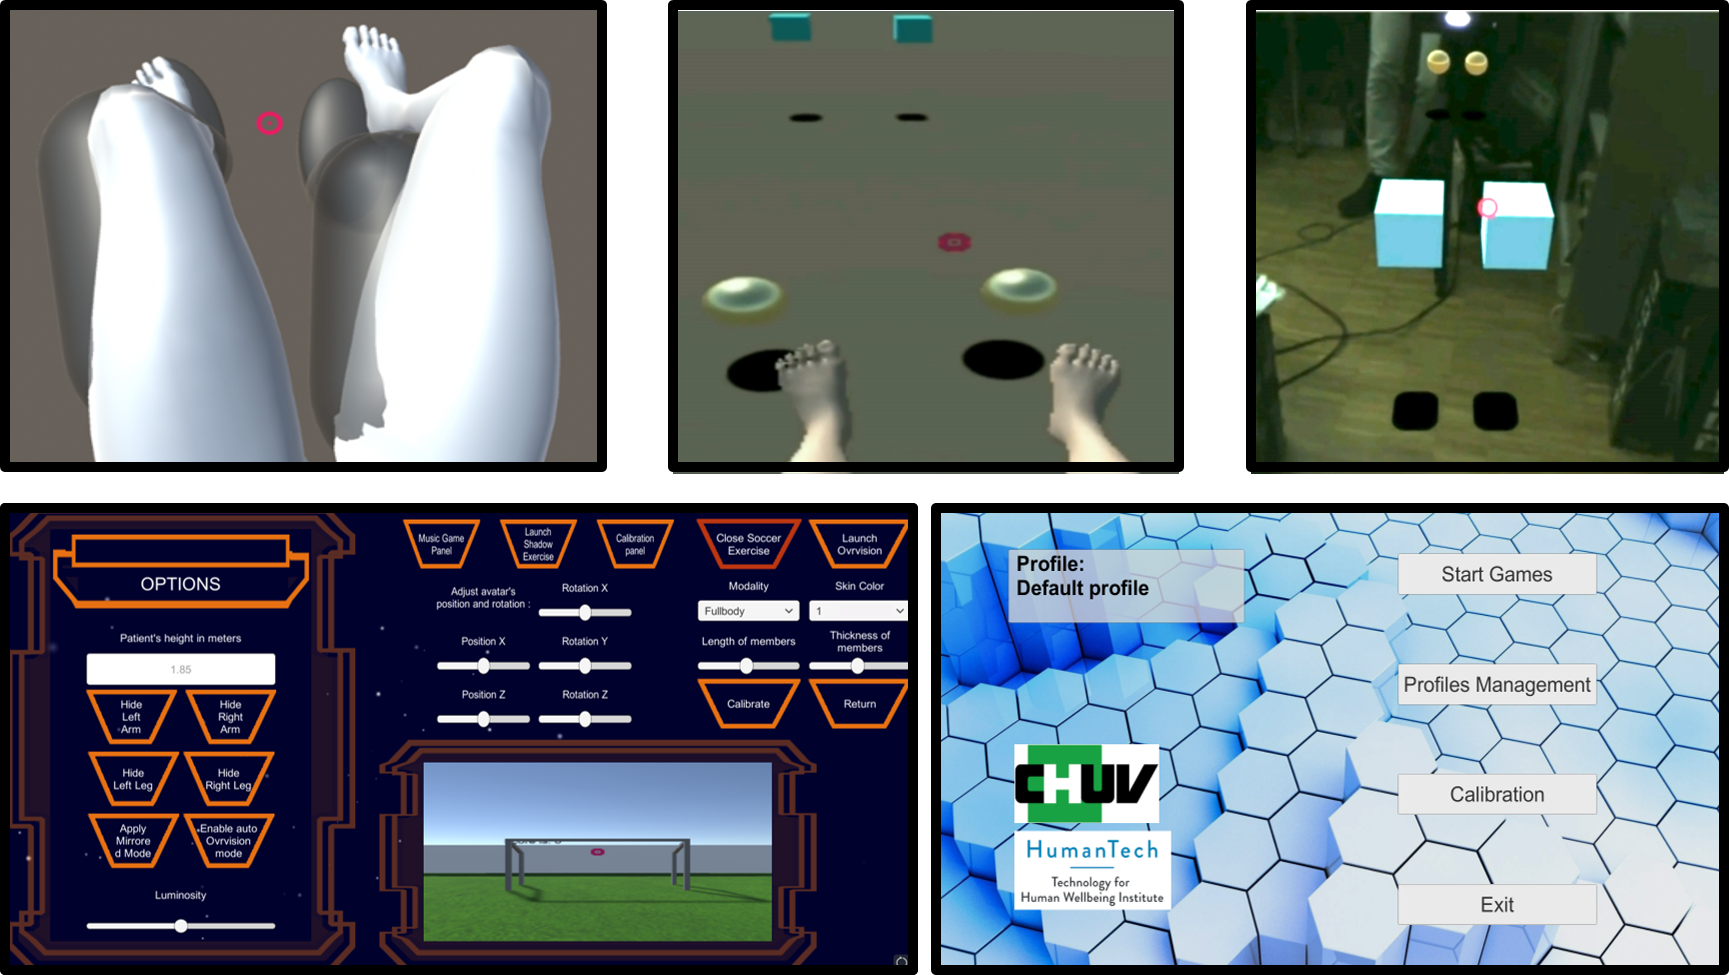 OPTIONS
Patient's height in meters
1.85
Hide
Left
Arm
Hide
Right
Arm
Hide
Left Leg
Hide
Right Leg
Apply
Mirrore
d Mode
Enable auto
Ovrvision
mode
Luminosity
Music Game
Panel
Launch
Shadow
Exercise
Calibration
panel
Close Soccer
Exercise
Launch
Ovrvision
Adjust avatar's
position and rotation :
Rotation X
Modality
Fullbody
Skin Color
1
Position X
Rotation Y
Length of members
Thickness of
members
Position Z
Rotation Z
Calibrate
Return
Profile:
Default profile
Start Games
Profiles Management
Calibration
Exit
CHUV
HumanTech
Technology for
Human Wellbeing Institute